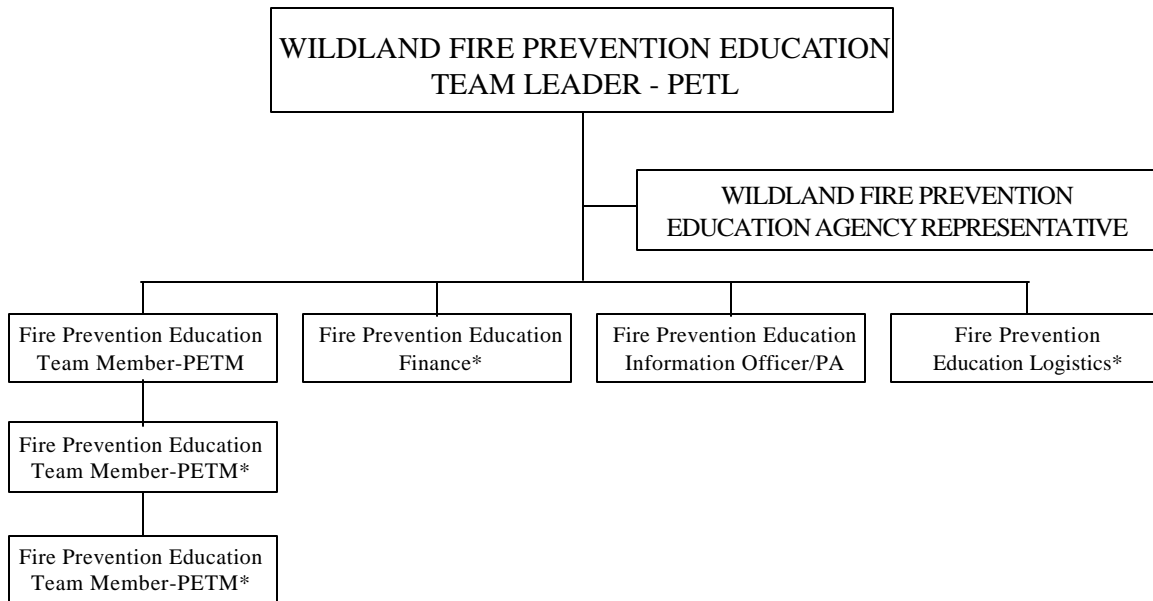 WILDLAND FIRE PREVENTION EDUCATION
TEAM LEADER - PETL
WILDLAND FIRE PREVENTION
EDUCATION AGENCY REPRESENTATIVE
Fire Prevention Education
Team Member-PETM
Fire Prevention Education
Finance*
Fire Prevention Education
Information Officer/PA
Fire Prevention
Education Logistics*
Fire Prevention Education
Team Member-PETM*
Fire Prevention Education
Team Member-PETM*